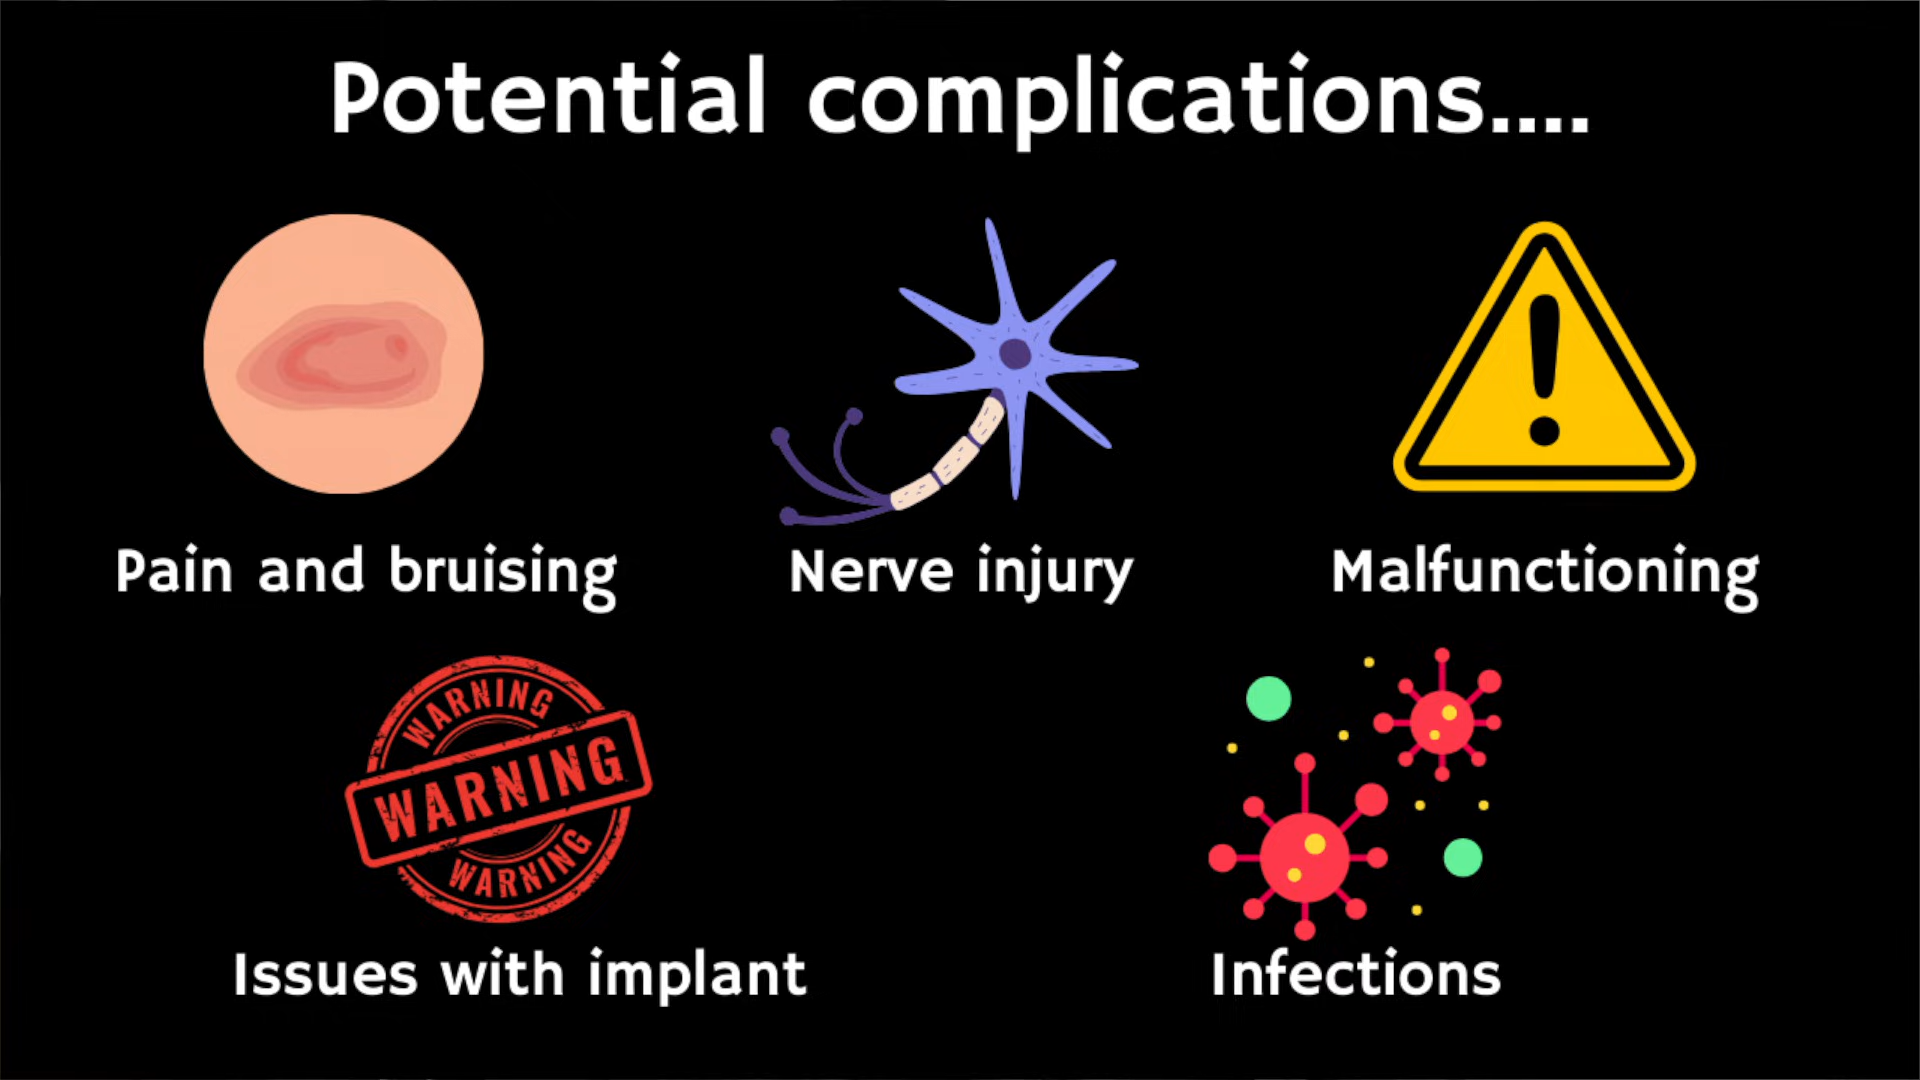 Potential complications....
Pain and bruising
Nerve injury
Malfunctioning
WARNING
WARNING
WARNING
Issues with implant
Infections